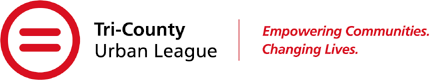 Tri-County
Urban League
Empowering Communities.
Changing Lives.